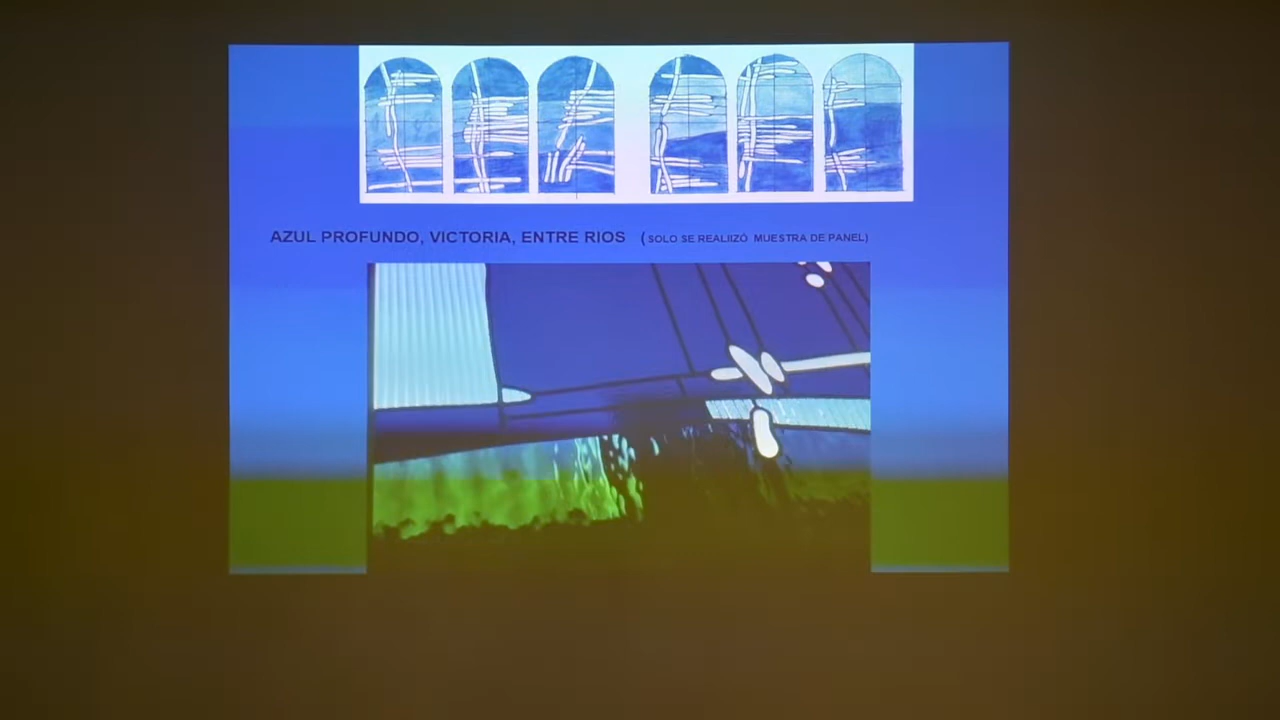 AZUL PROFUNDO, VICTORIA, ENTRE RIOS (SOLO SE REALIIZÓ MUESTRA DE PANEL)